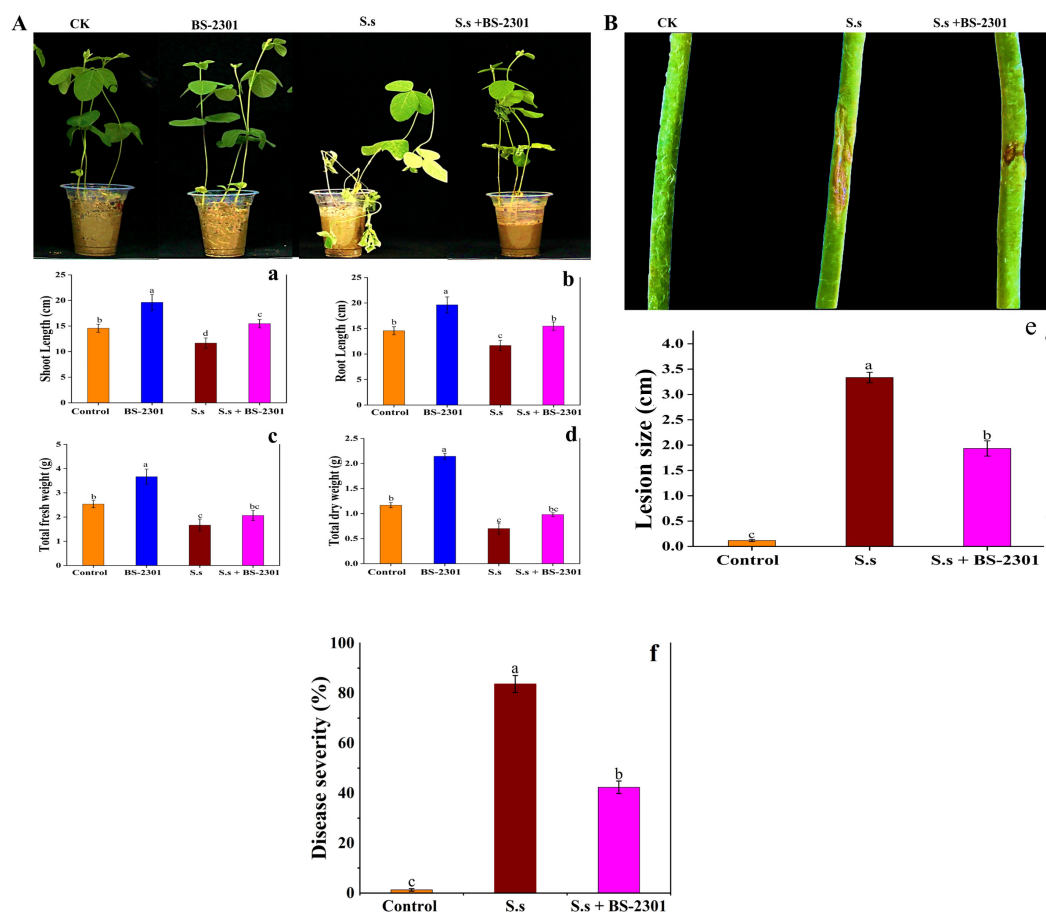 A
CK BS-2301 S.s S.s +BS-2301
a
Shoot Length (cm)
25
20
15
10
5
0
b a d c
Control BS-2301 S.s S.s + BS-2301
b
Root Length (cm)
25
20
15
10
5
0
b a c b
Control BS-2301 S.s S.s + BS-2301
c
Total fresh weight (g)
5
4
3
2
1
0
b a c bc
Control BS-2301 S.s S.s + BS-2301
d
Total dry weight (g)
2.5
2.0
1.5
1.0
0.5
0.0
b a c bc
Control BS-2301 S.s S.s + BS-2301
B
CK S.s S.s +BS-2301
e
Lesion size (cm)
4.0
3.5
3.0
2.5
2.0
1.5
1.0
0.5
0.0
c a b
Control S.s S.s + BS-2301
f
Disease severity (%)
100
80
60
40
20
0
c a b
Control S.s S.s + BS-2301